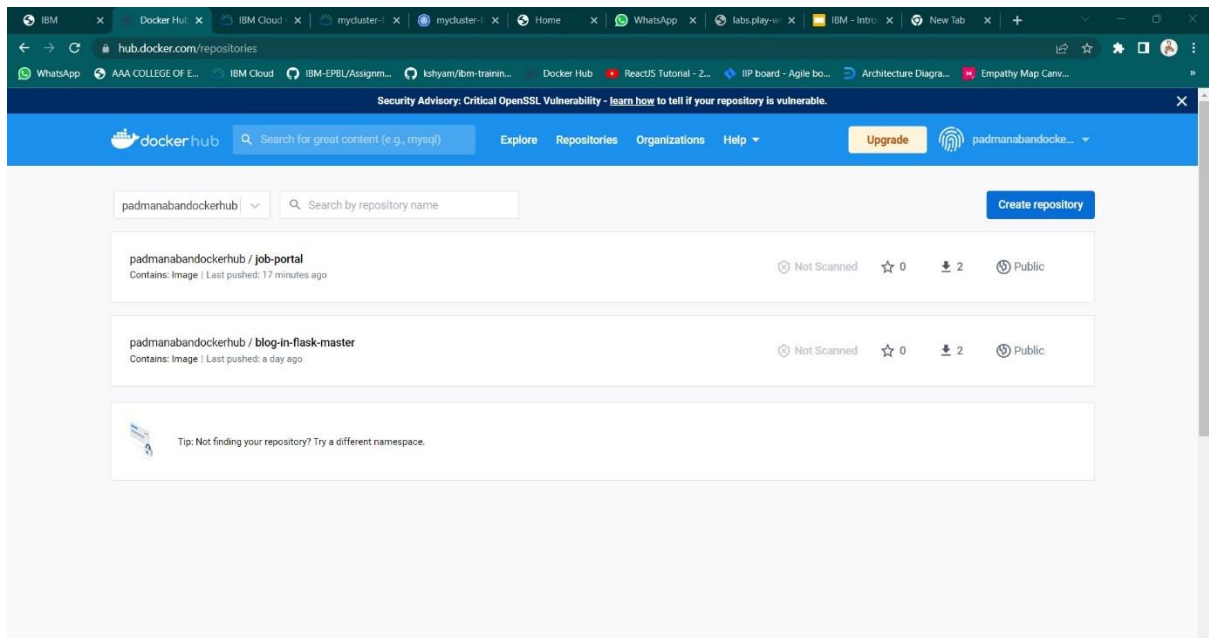 IBM
Docker Hub
IBM Cloud
mycluster-
mycluster-
Home
WhatsApp
labs.play-w
IBM - Intro
New Tab
hub.docker.com/repositories
WhatsApp
AAA COLLEGE OF E...
IBM Cloud
IBM-EPBL/Assignm...
kshyam/ibm-trainin...
Docker Hub
ReactJS Tutorial - 2...
IIP board - Agile bo...
Architecture Diagra...
Empathy Map Canv...
Security Advisory: Critical OpenSSL Vulnerability - learn how to tell if your repository is vulnerable.
dockerhub
Search for great content (e.g., mysql)
Explore
Repositories
Organizations
Help
Upgrade
padmanabandocke...
padmanabandockerhub
Search by repository name
Create repository
padmanabandockerhub / job-portal
Contains: Image | Last pushed: 17 minutes ago
Not Scanned
0
2
Public
padmanabandockerhub / blog-in-flask-master
Contains: Image | Last pushed: a day ago
Not Scanned
0
2
Public
Tip: Not finding your repository? Try a different namespace.